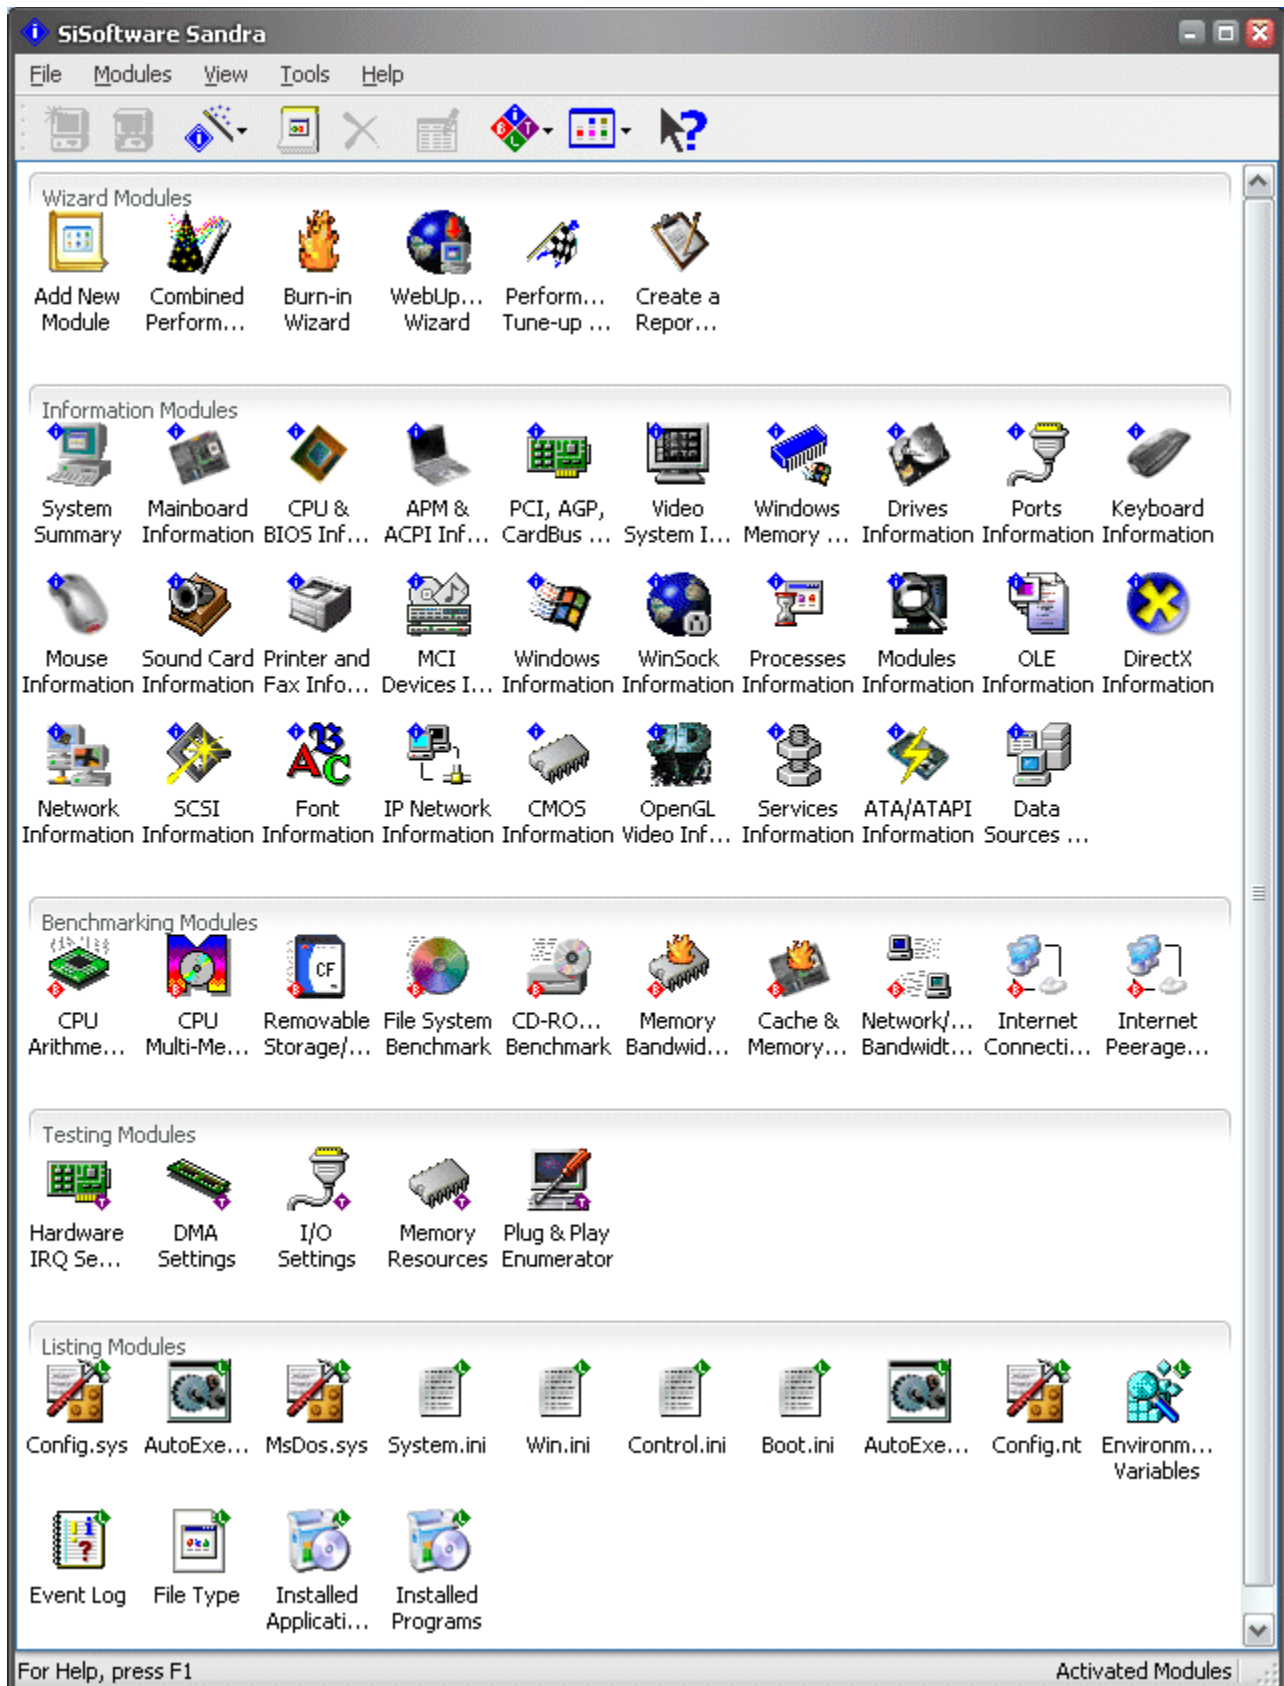 SiSoftware Sandra
File Modules View Tools Help
Wizard Modules
Add New Combined Burn-in WebUp... Perform... Create a
Module Perform... Wizard Wizard Tune-up ... Repor...
Information Modules
System Mainboard CPU & APM & PCI, AGP, Video Windows Drives Ports Keyboard
Summary Information BIOS Inf... ACPI Inf... CardBus ... System I... Memory ... Information Information Information
Mouse Sound Card Printer and MCI Windows WinSock Processes Modules OLE DirectX
Information Information Fax Info... Devices I... Information Information Information Information Information Information
Network SCSI Font IP Network CMOS OpenGL Services ATA/ATAPI Data
Information Information Information Information Information Video Inf... Information Information Sources ...
Benchmarking Modules
CF
CPU CPU Removable File System CD-RO... Memory Cache & Network/... Internet Internet
Arithme... Multi-Me... Storage/... Benchmark Benchmark Bandwid... Memory... Bandwidt... Connecti... Peerage...
Testing Modules
Hardware DMA I/O Memory Plug & Play
IRQ Se... Settings Settings Resources Enumerator
Listing Modules
Config.sys AutoExe... MsDos.sys System.ini Win.ini Control.ini Boot.ini AutoExe... Config.nt Environm...
Variables
Event Log File Type Installed Installed
Applicati... Programs
For Help, press F1 Activated Modules